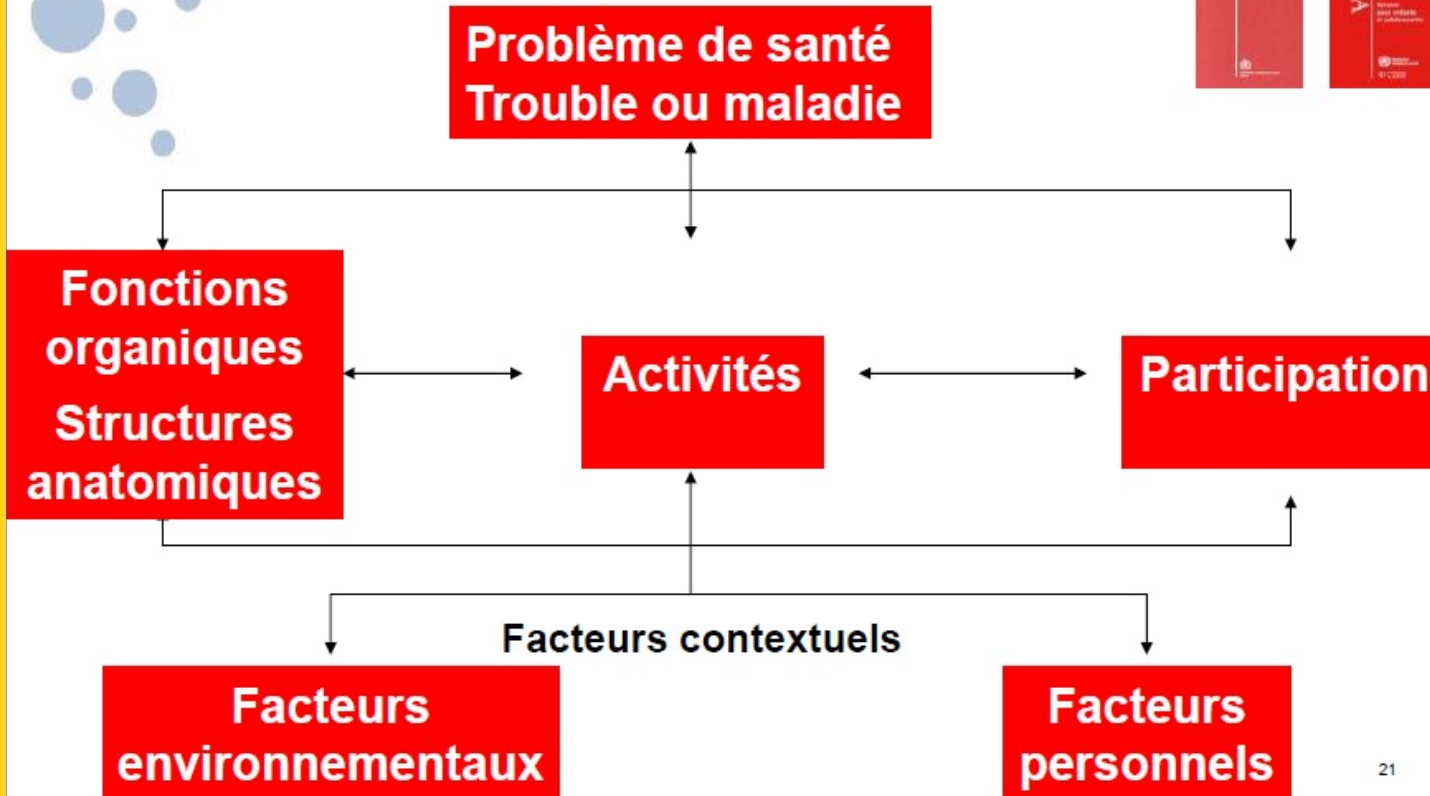 Problème de santé
Trouble ou maladie
Fonctions
organiques
Structures
anatomiques
Activités
Participation
Facteurs contextuels
Facteurs
environnementaux
Facteurs
personnels
21